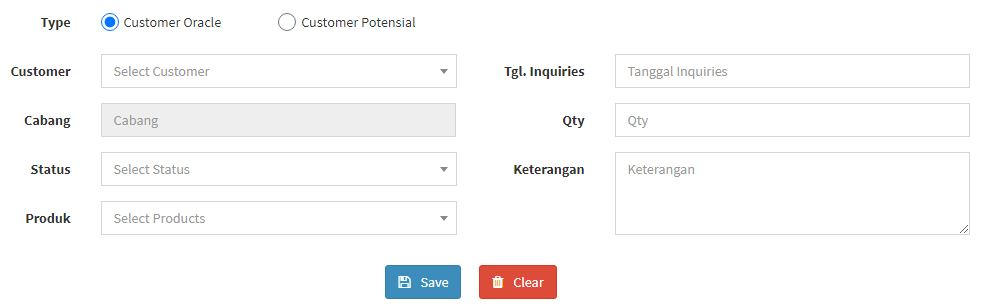 Type Customer Oracle Customer Potensial
Customer Select Customer Tgl. Inquiries Tanggal Inquiries
Cabang Cabang Qty Qty
Status Select Status Keterangan Keterangan
Produk Select Products
Save Clear